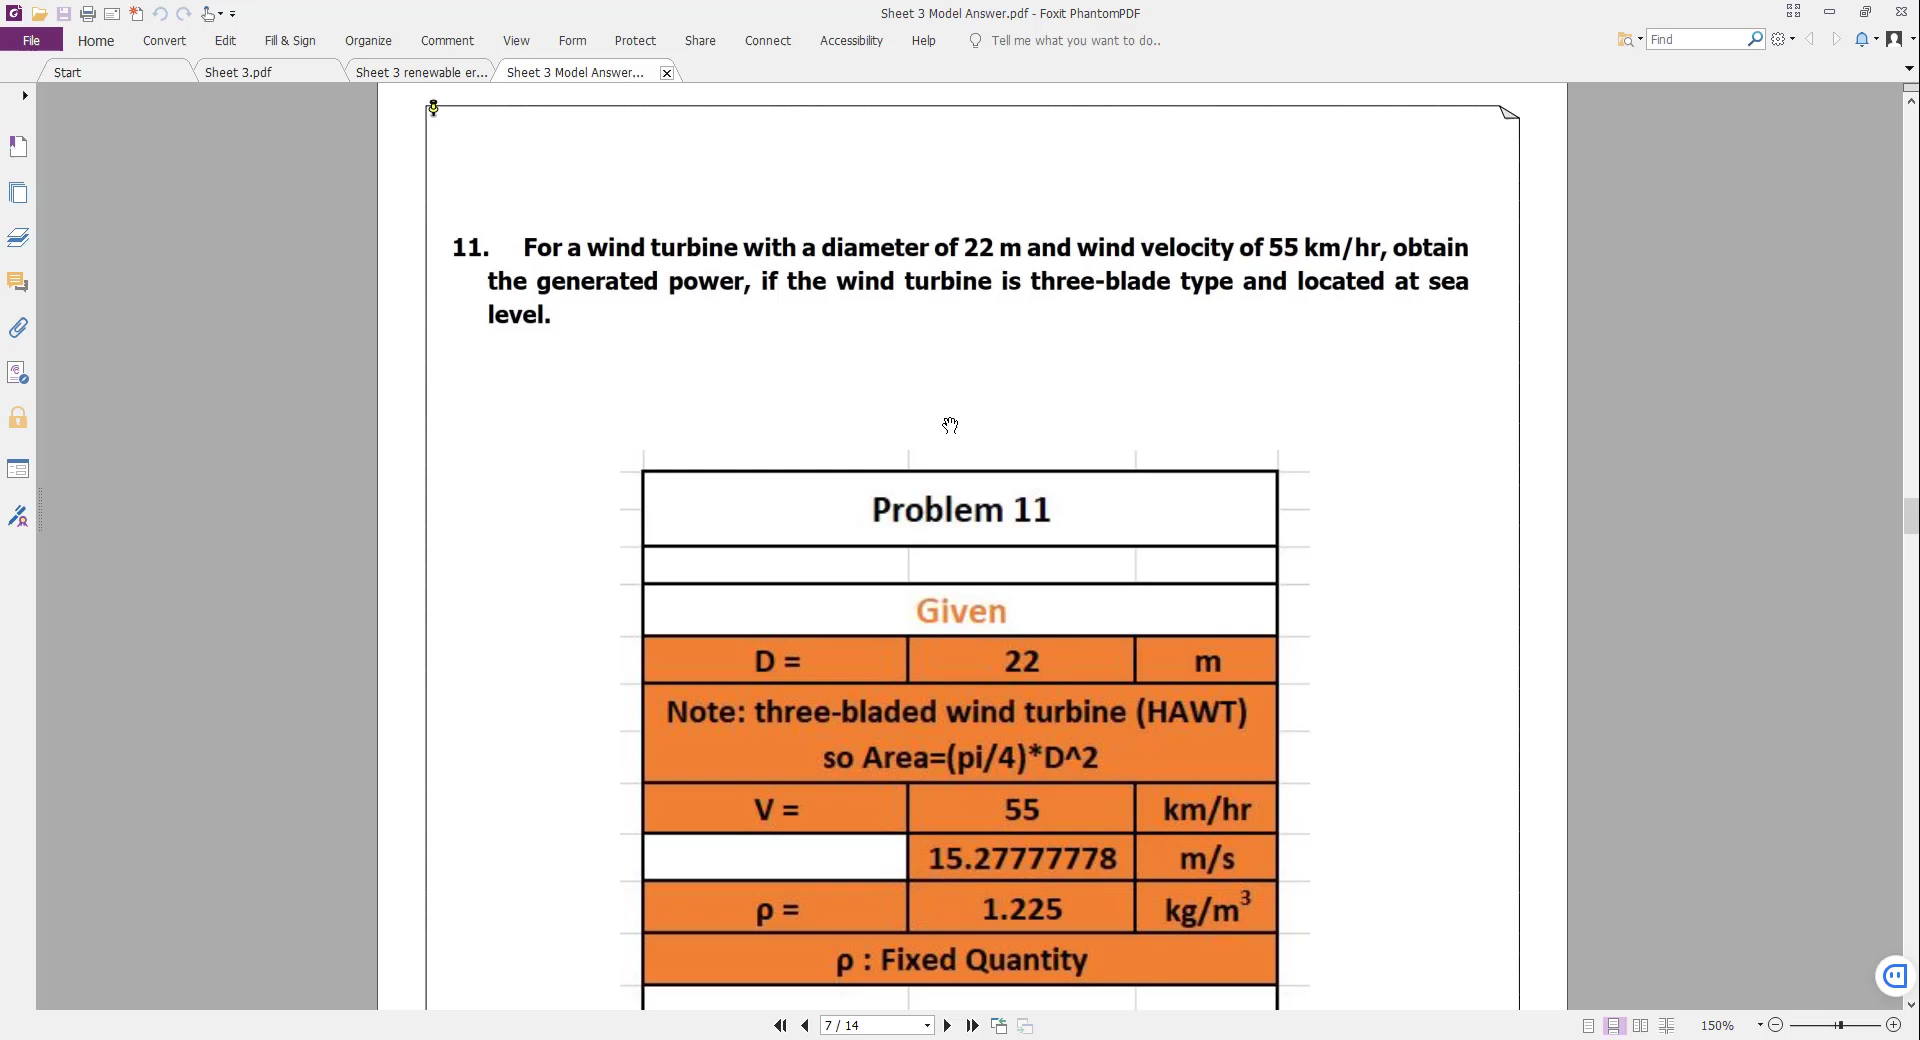 Sheet 3 Model Answer.pdf - Foxit PhantomPDF
File Home Convert Edit Fill & Sign Organize Comment View Form Protect Share Connect Accessibility Help Tell me what you want to do.. Find
Start Sheet 3.pdf Sheet 3 renewable er... Sheet 3 Model Answer...
11. For a wind turbine with a diameter of 22 m and wind velocity of 55 km/hr, obtain
the generated power, if the wind turbine is three-blade type and located at sea
level.
Problem 11
Given
D = 22 m
Note: three-bladed wind turbine (HAWT)
so Area=(pi/4)*D^2
V = 55 km/hr
15.27777778 m/s
ρ = 1.225 kg/m³
ρ : Fixed Quantity
7 / 14 150%